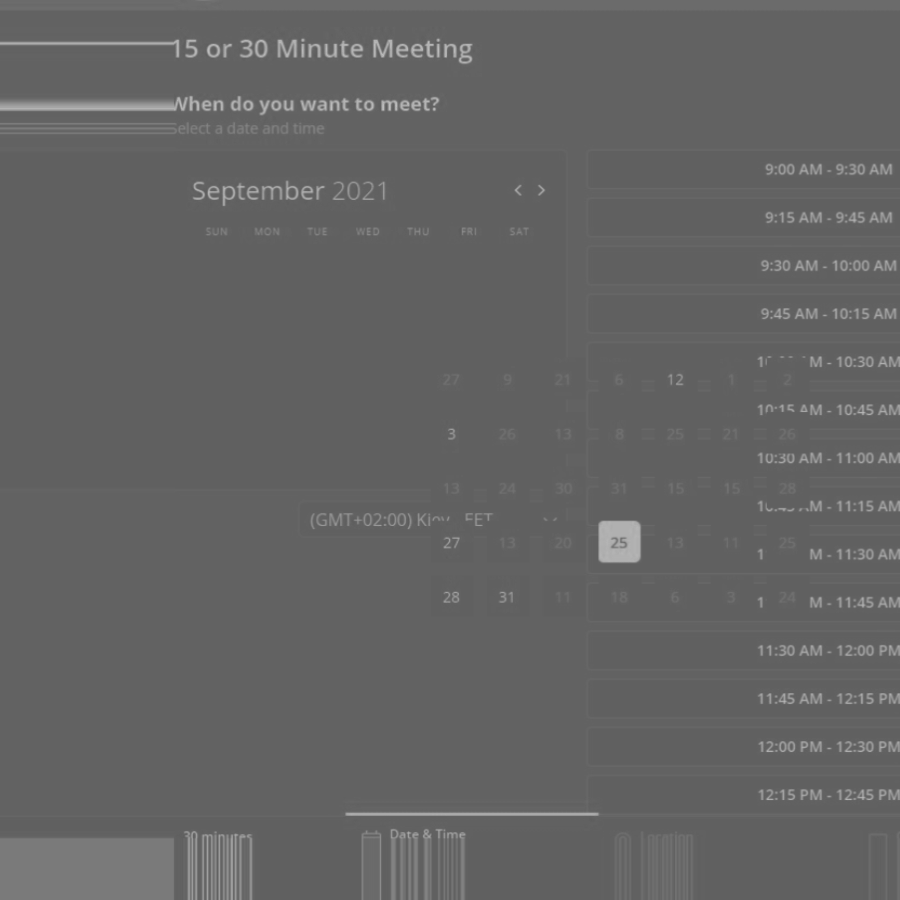 15 or 30 Minute Meeting
When do you want to meet?
Select a date and time
September 2021
SUN MON TUE WED THU FRI SAT
9:00 AM - 9:30 AM
9:15 AM - 9:45 AM
9:30 AM - 10:00 AM
9:45 AM - 10:15 AM
M - 10:30 AM
27 9 21 6 12 1 2
10:15 AM - 10:45 AM
3 26 13 8 25 21 26
10:30 AM - 11:00 AM
13 24 30 31 15 15 28
10:45 AM - 11:15 AM
(GMT+02:00) Kiev EET
27 13 20 25 13 11 25
1 M - 11:30 AM
28 31 11 18 6 3 24
1 M - 11:45 AM
11:30 AM - 12:00 PM
11:45 AM - 12:15 PM
12:00 PM - 12:30 PM
12:15 PM - 12:45 PM
30 minutes
Date & Time
Location